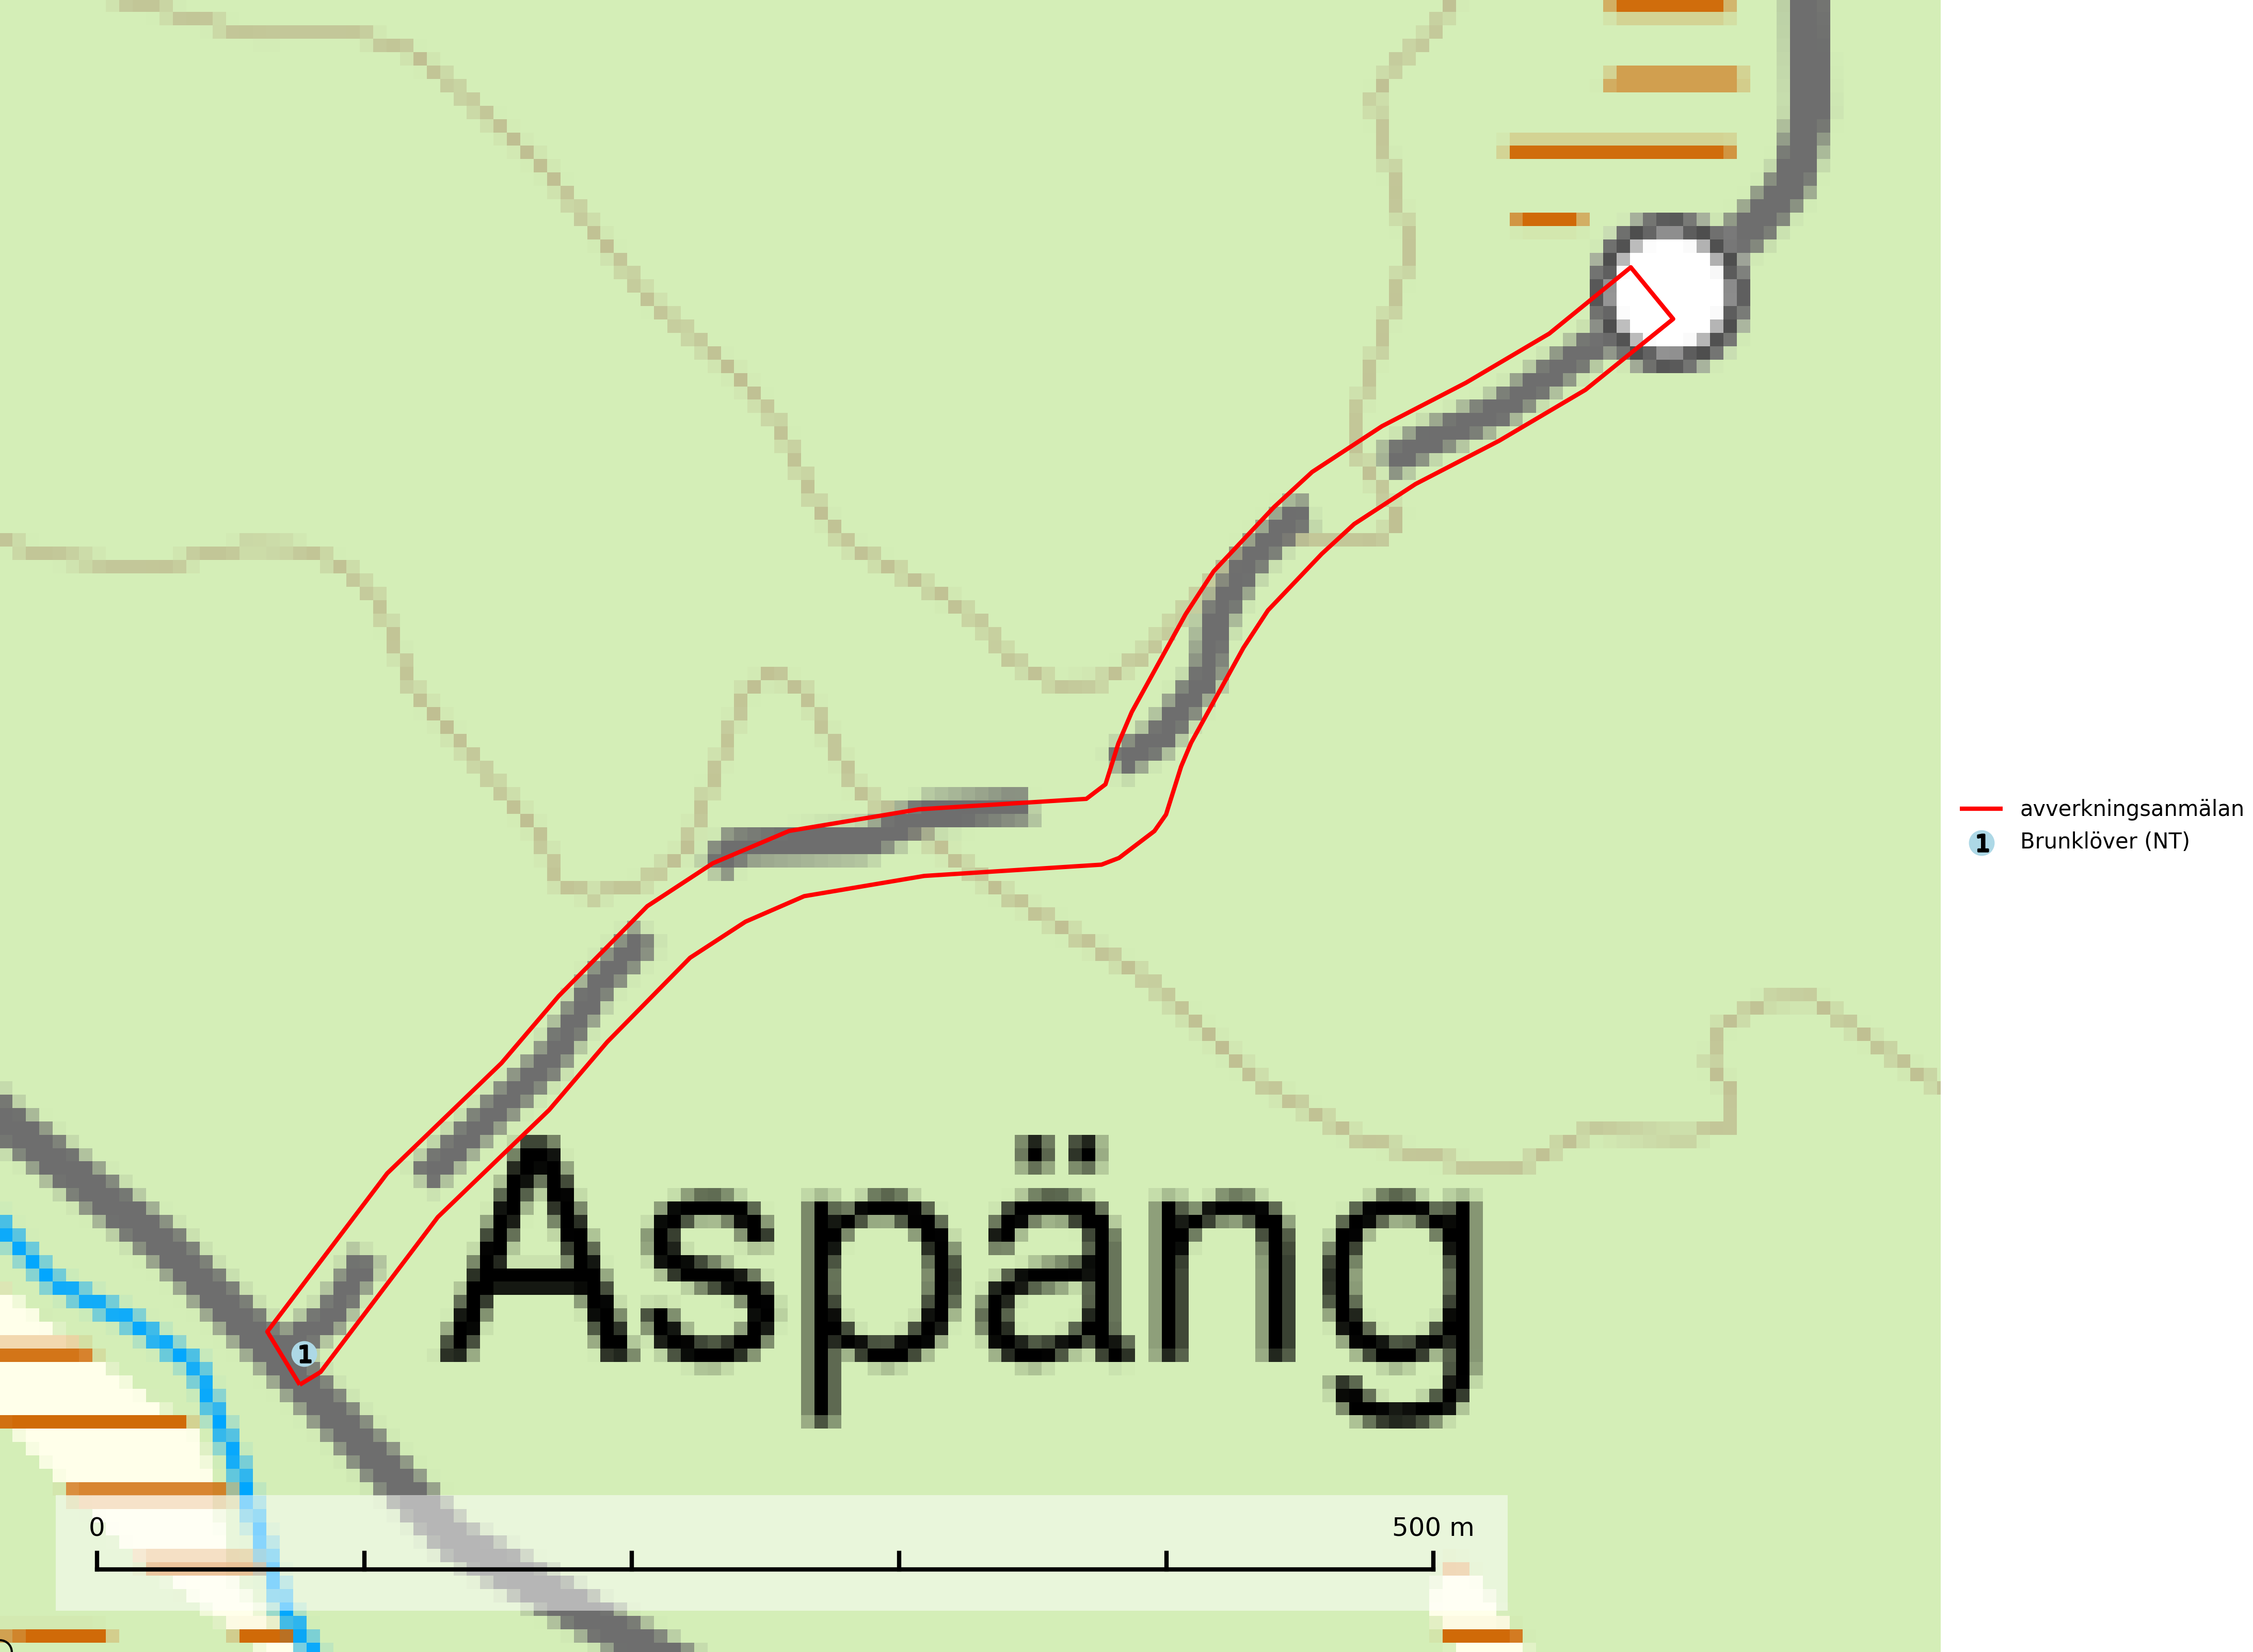 avverkningsanmälan
1 Brunklöver (NT)
Aspäng
1
0 500 m